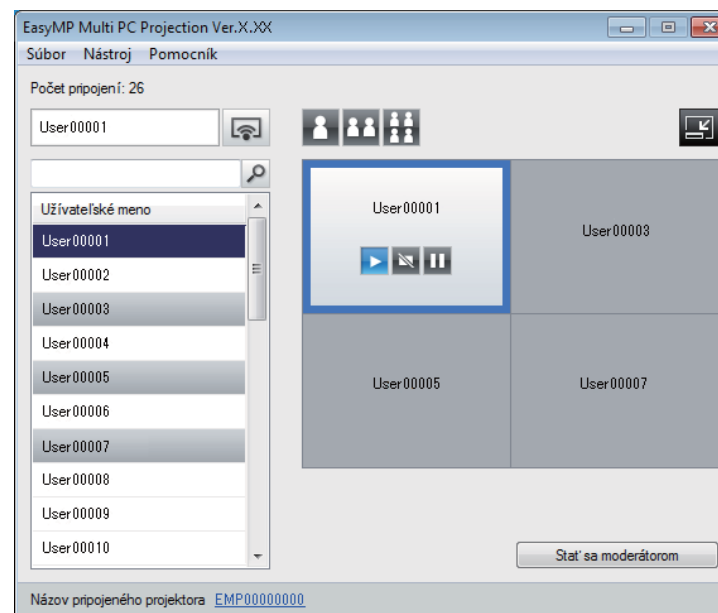 EasyMP Multi PC Projection Ver.X.XX
Súbor Nástroj Pomocník
Počet pripojení: 26
User00001
Užívateľské meno
User00001
User00002
User00003
User00004
User00005
User00006
User00007
User00008
User00009
User00010
User00001
User00003
User00005
User00007
Stať sa moderátorom
Názov pripojeného projektora EMP00000000